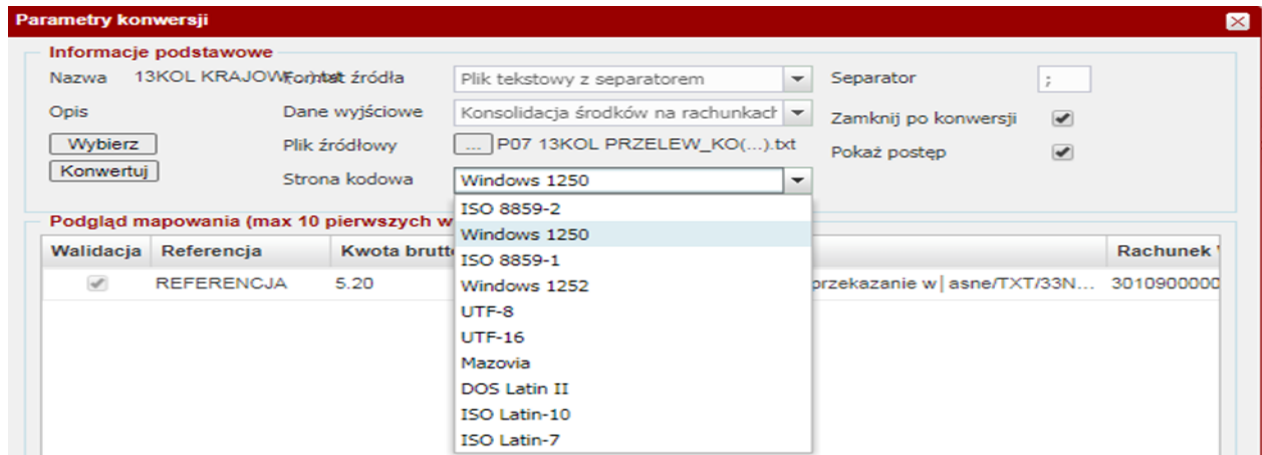 Parametry konwersji
Informacje podstawowe
Nazwa 13KOL KRAJOW(...).txt Format źródła Plik tekstowy z separatorem Separator ;
Opis Dane wyjściowe Konsolidacja środków na rachunkach Zamknij po konwersji
Wybierz Plik źródłowy ... P07 13KOL PRZELEW_KO(...).txt Pokaż postęp
Konwertuj Strona kodowa Windows 1250
ISO 8859-2
Podgląd mapowania (max 10 pierwszych w
Windows 1250
Walidacja Referencja Kwota brutto Rachunek
ISO 8859-1
REFERENCJA 5.20 Windows 1252 przekazanie w| asne/TXT/33N... 3010900000
UTF-8
UTF-16
Mazovia
DOS Latin II
ISO Latin-10
ISO Latin-7